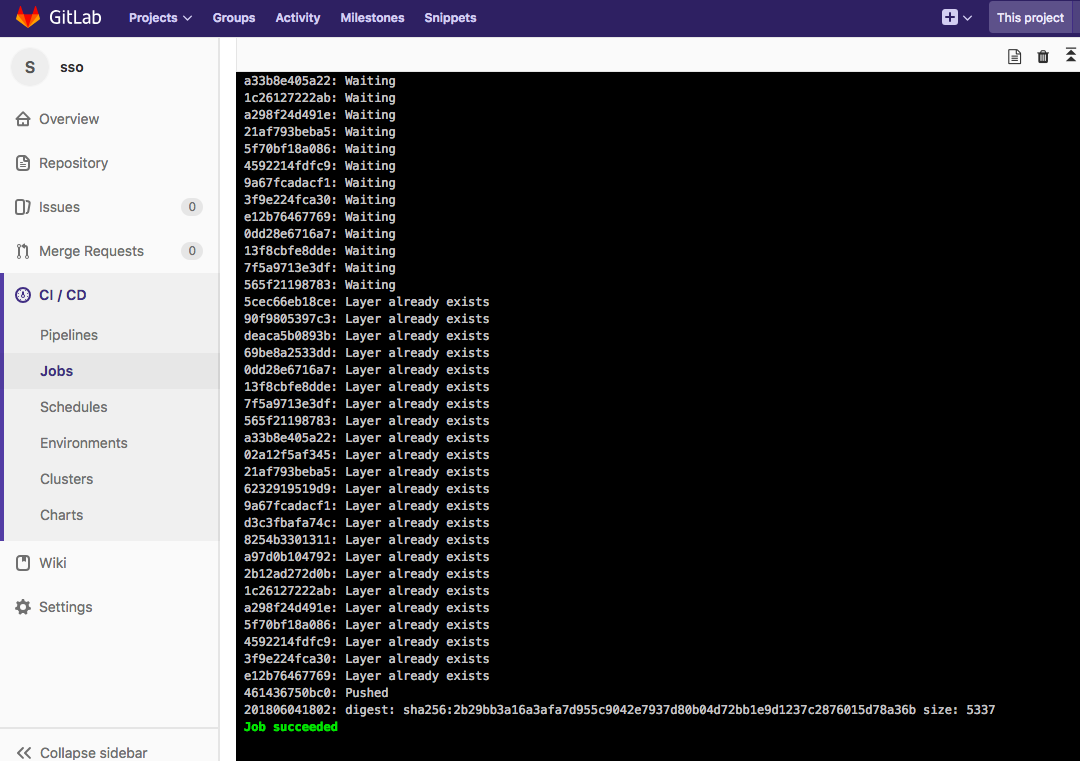 GitLab Projects Groups Activity Milestones Snippets This project
S sso
Overview
Repository
Issues 0
Merge Requests 0
CI / CD
Pipelines
Jobs
Schedules
Environments
Clusters
Charts
Wiki
Settings
Collapse sidebar
a33b8e405a22: Waiting
1c26127222ab: Waiting
a298f24d491e: Waiting
21af793beba5: Waiting
5f70bf18a086: Waiting
4592214fdfc9: Waiting
9a67fcadacf1: Waiting
3f9e224fca30: Waiting
e12b76467769: Waiting
0dd28e6716a7: Waiting
13f8cbfe8dde: Waiting
7f5a9713e3df: Waiting
565f21198783: Waiting
5cec66eb18ce: Layer already exists
90f9805397c3: Layer already exists
deaca5b0893b: Layer already exists
69be8a2533dd: Layer already exists
0dd28e6716a7: Layer already exists
13f8cbfe8dde: Layer already exists
7f5a9713e3df: Layer already exists
565f21198783: Layer already exists
a33b8e405a22: Layer already exists
02a12f5af345: Layer already exists
21af793beba5: Layer already exists
6232919519d9: Layer already exists
9a67fcadacf1: Layer already exists
d3c3fbafa74c: Layer already exists
8254b3301311: Layer already exists
a97d0b104792: Layer already exists
2b12ad272d0b: Layer already exists
1c26127222ab: Layer already exists
a298f24d491e: Layer already exists
5f70bf18a086: Layer already exists
4592214fdfc9: Layer already exists
3f9e224fca30: Layer already exists
e12b76467769: Layer already exists
461436750bc0: Pushed
201806041802: digest: sha256:2b29bb3a16a3afa7d955c9042e7937d80b04d72bb1e9d1237c2876015d78a36b size: 5337
Job succeeded